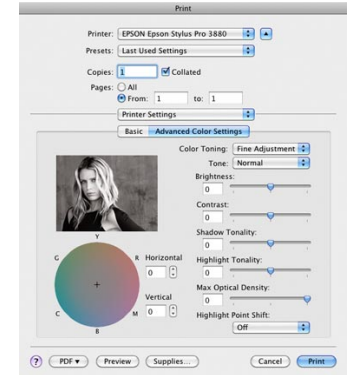 Print
Printer: EPSON Epson Stylus Pro 3880
Presets: Last Used Settings
Copies: 1 Collated
Pages: All
From: 1 to: 1
Printer Settings
Basic Advanced Color Settings
Color Toning: Fine Adjustment
Tone: Normal
Brightness:
0
Contrast:
0
Shadow Tonality:
0
Highlight Tonality:
0
Max Optical Density:
0
Highlight Point Shift:
Off
Y
G R
C M
B
Horizontal
0
Vertical
0
? PDF Preview Supplies... Cancel Print